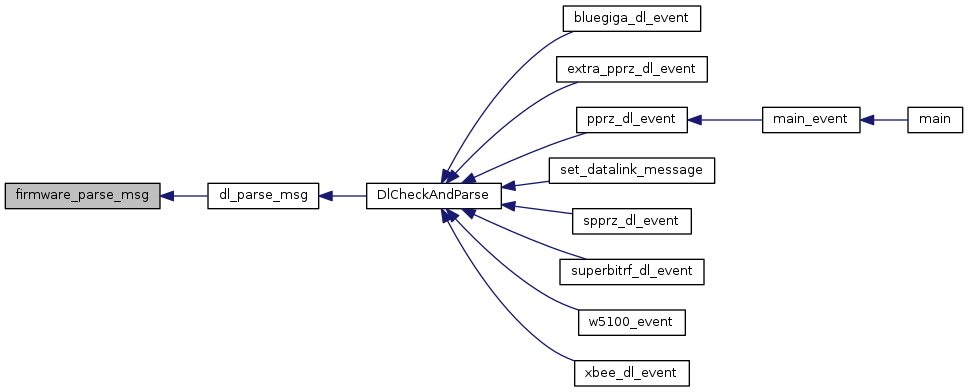 bluegiga_dl_event
extra_pprz_dl_event
pprz_dl_event
main_event
main
set_datalink_message
firmware_parse_msg
dl_parse_msg
DlCheckAndParse
spprz_dl_event
superbitrf_dl_event
w5100_event
xbee_dl_event